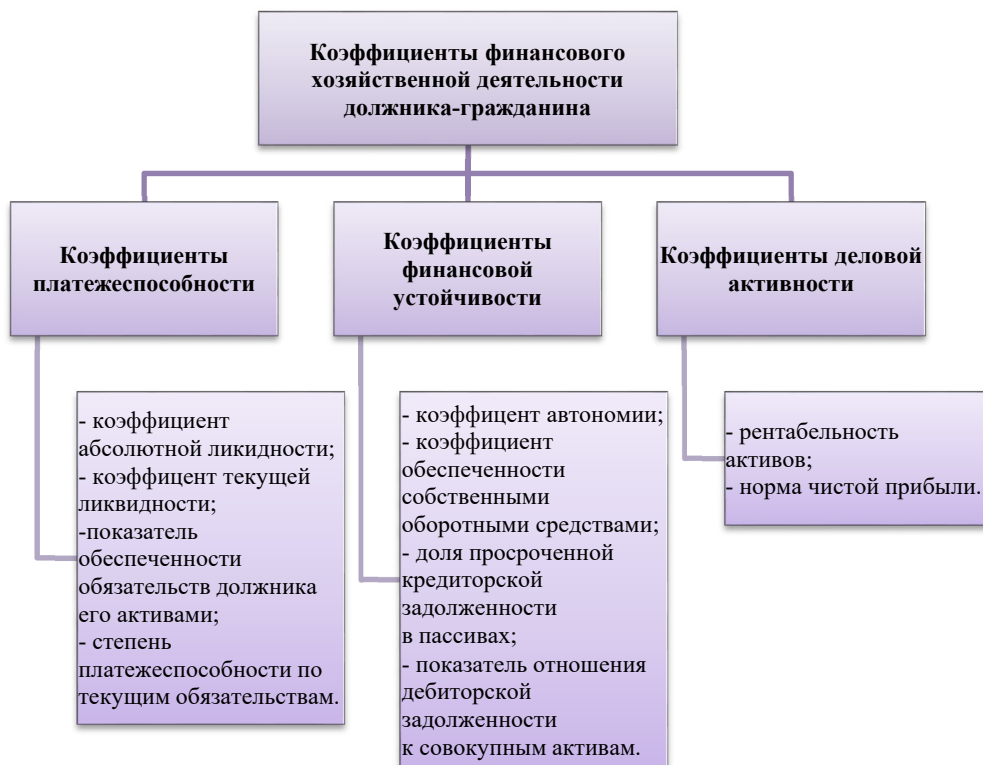 Коэффициенты финансового
хозяйственной деятельности
должника-гражданина
Коэффициенты
платежеспособности
Коэффициенты
финансовой
устойчивости
Коэффициенты деловой
активности
- коэффициент
абсолютной ликидности;
- коэффицент текущей
ликвидности;
-показатель
обеспеченности
обязательств должника
его активами;
- степень
платежеспособности по
текущим обязательствам.
- коэффицент автономии;
- коэффициент
обеспеченности
собственными
оборотными средствами;
- доля просроченной
кредиторской
задолженности
в пассивах;
- показатель отношения
дебиторской
задолженности
к совокупным активам.
- рентабельность
активов;
- норма чистой прибыли.